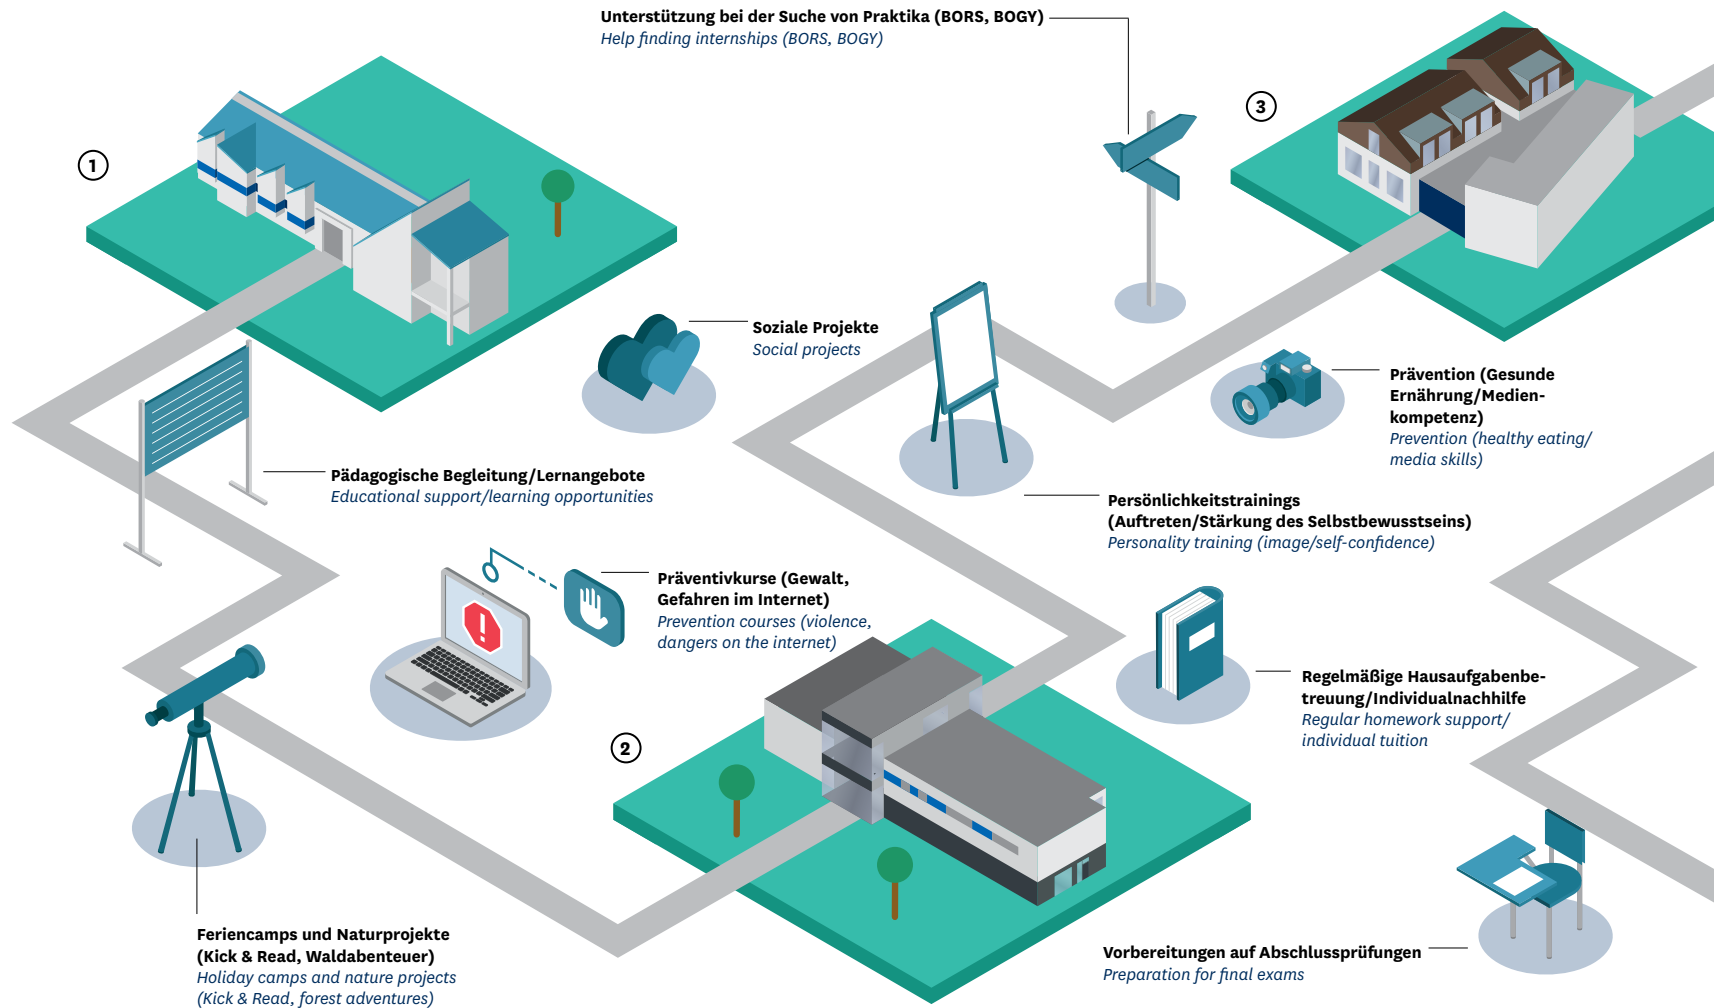 Unterstützung bei der Suche von Praktika (BORS, BOGY)
Help finding internships (BORS, BOGY)
3
1
Soziale Projekte
Social projects
Prävention (Gesunde
Ernährung/Medien-
kompetenz)
Prevention (healthy eating/
media skills)
Pädagogische Begleitung/Lernangebote
Educational support/learning opportunities
Persönlichkeitstrainings
(Auftreten/Stärkung des Selbstbewusstseins)
Personality training (image/self-confidence)
Präventivkurse (Gewalt,
Gefahren im Internet)
Prevention courses (violence,
dangers on the internet)
!
Regelmäßige Hausaufgabenbe-
treuung/Individualnachhilfe
Regular homework support/
individual tuition
2
Feriencamps und Naturprojekte
(Kick & Read, Waldabenteuer)
Holiday camps and nature projects
(Kick & Read, forest adventures)
Vorbereitungen auf Abschlussprüfungen
Preparation for final exams